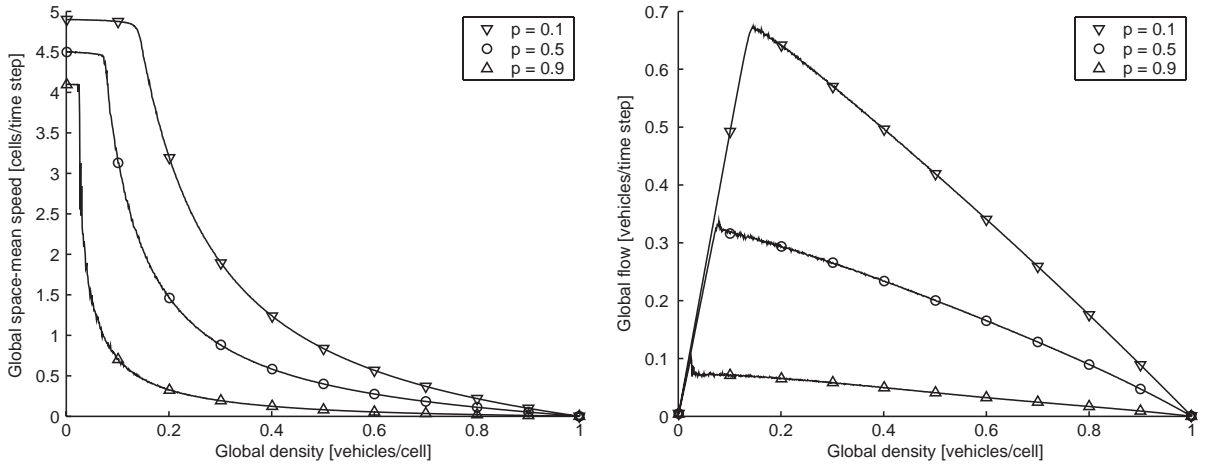 5
4.5
4
3.5
3
2.5
2
1.5
1
0.5
0
Global space-mean speed [cells/time step]
p = 0.1
p = 0.5
p = 0.9
0 0.2 0.4 0.6 0.8 1
Global density [vehicles/cell]
0.7
0.6
0.5
0.4
0.3
0.2
0.1
0
Global flow [vehicles/time step]
p = 0.1
p = 0.5
p = 0.9
0 0.2 0.4 0.6 0.8 1
Global density [vehicles/cell]